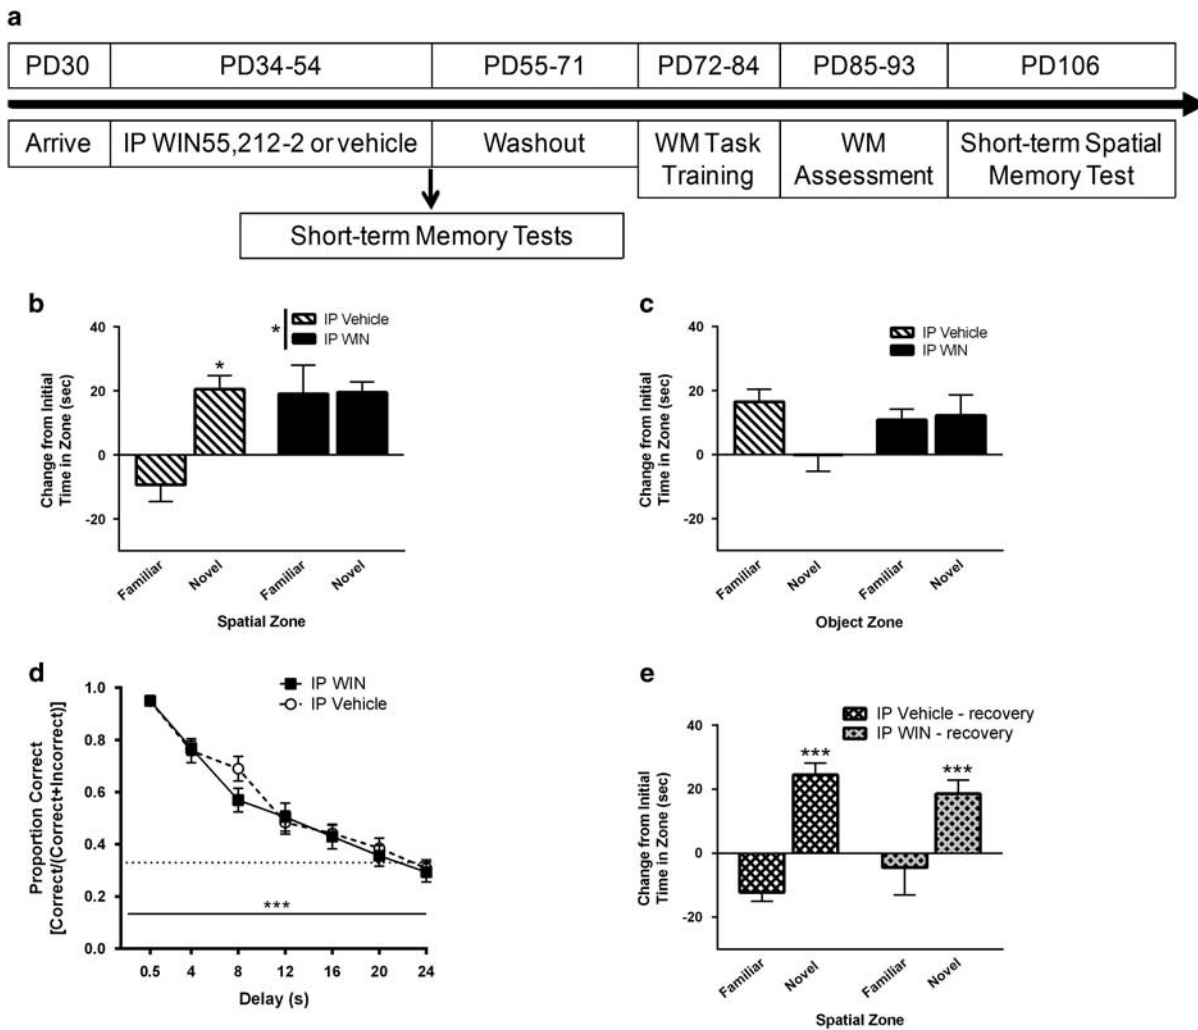 a
PD30 PD34-54 PD55-71 PD72-84 PD85-93 PD106
Arrive IP WIN55,212-2 or vehicle Washout WM Task Training WM Assessment Short-term Spatial Memory Test
Short-term Memory Tests
b
* IP Vehicle
IP WIN
Change from Initial
Time in Zone (sec)
40
20
0
-20
*
Familiar Novel Familiar Novel
Spatial Zone
c
IP Vehicle
IP WIN
Change from Initial
Time in Zone (sec)
40
20
0
-20
Familiar Novel Familiar Novel
Object Zone
d
IP WIN
IP Vehicle
Proportion Correct
[Correct/(Correct+Incorrect)]
1.0
0.8
0.6
0.4
0.2
0.0
***
0.5 4 8 12 16 20 24
Delay (s)
e
IP Vehicle - recovery
IP WIN - recovery
Change from Initial
Time in Zone (sec)
40
20
0
-20
*** ***
Familiar Novel Familiar Novel
Spatial Zone